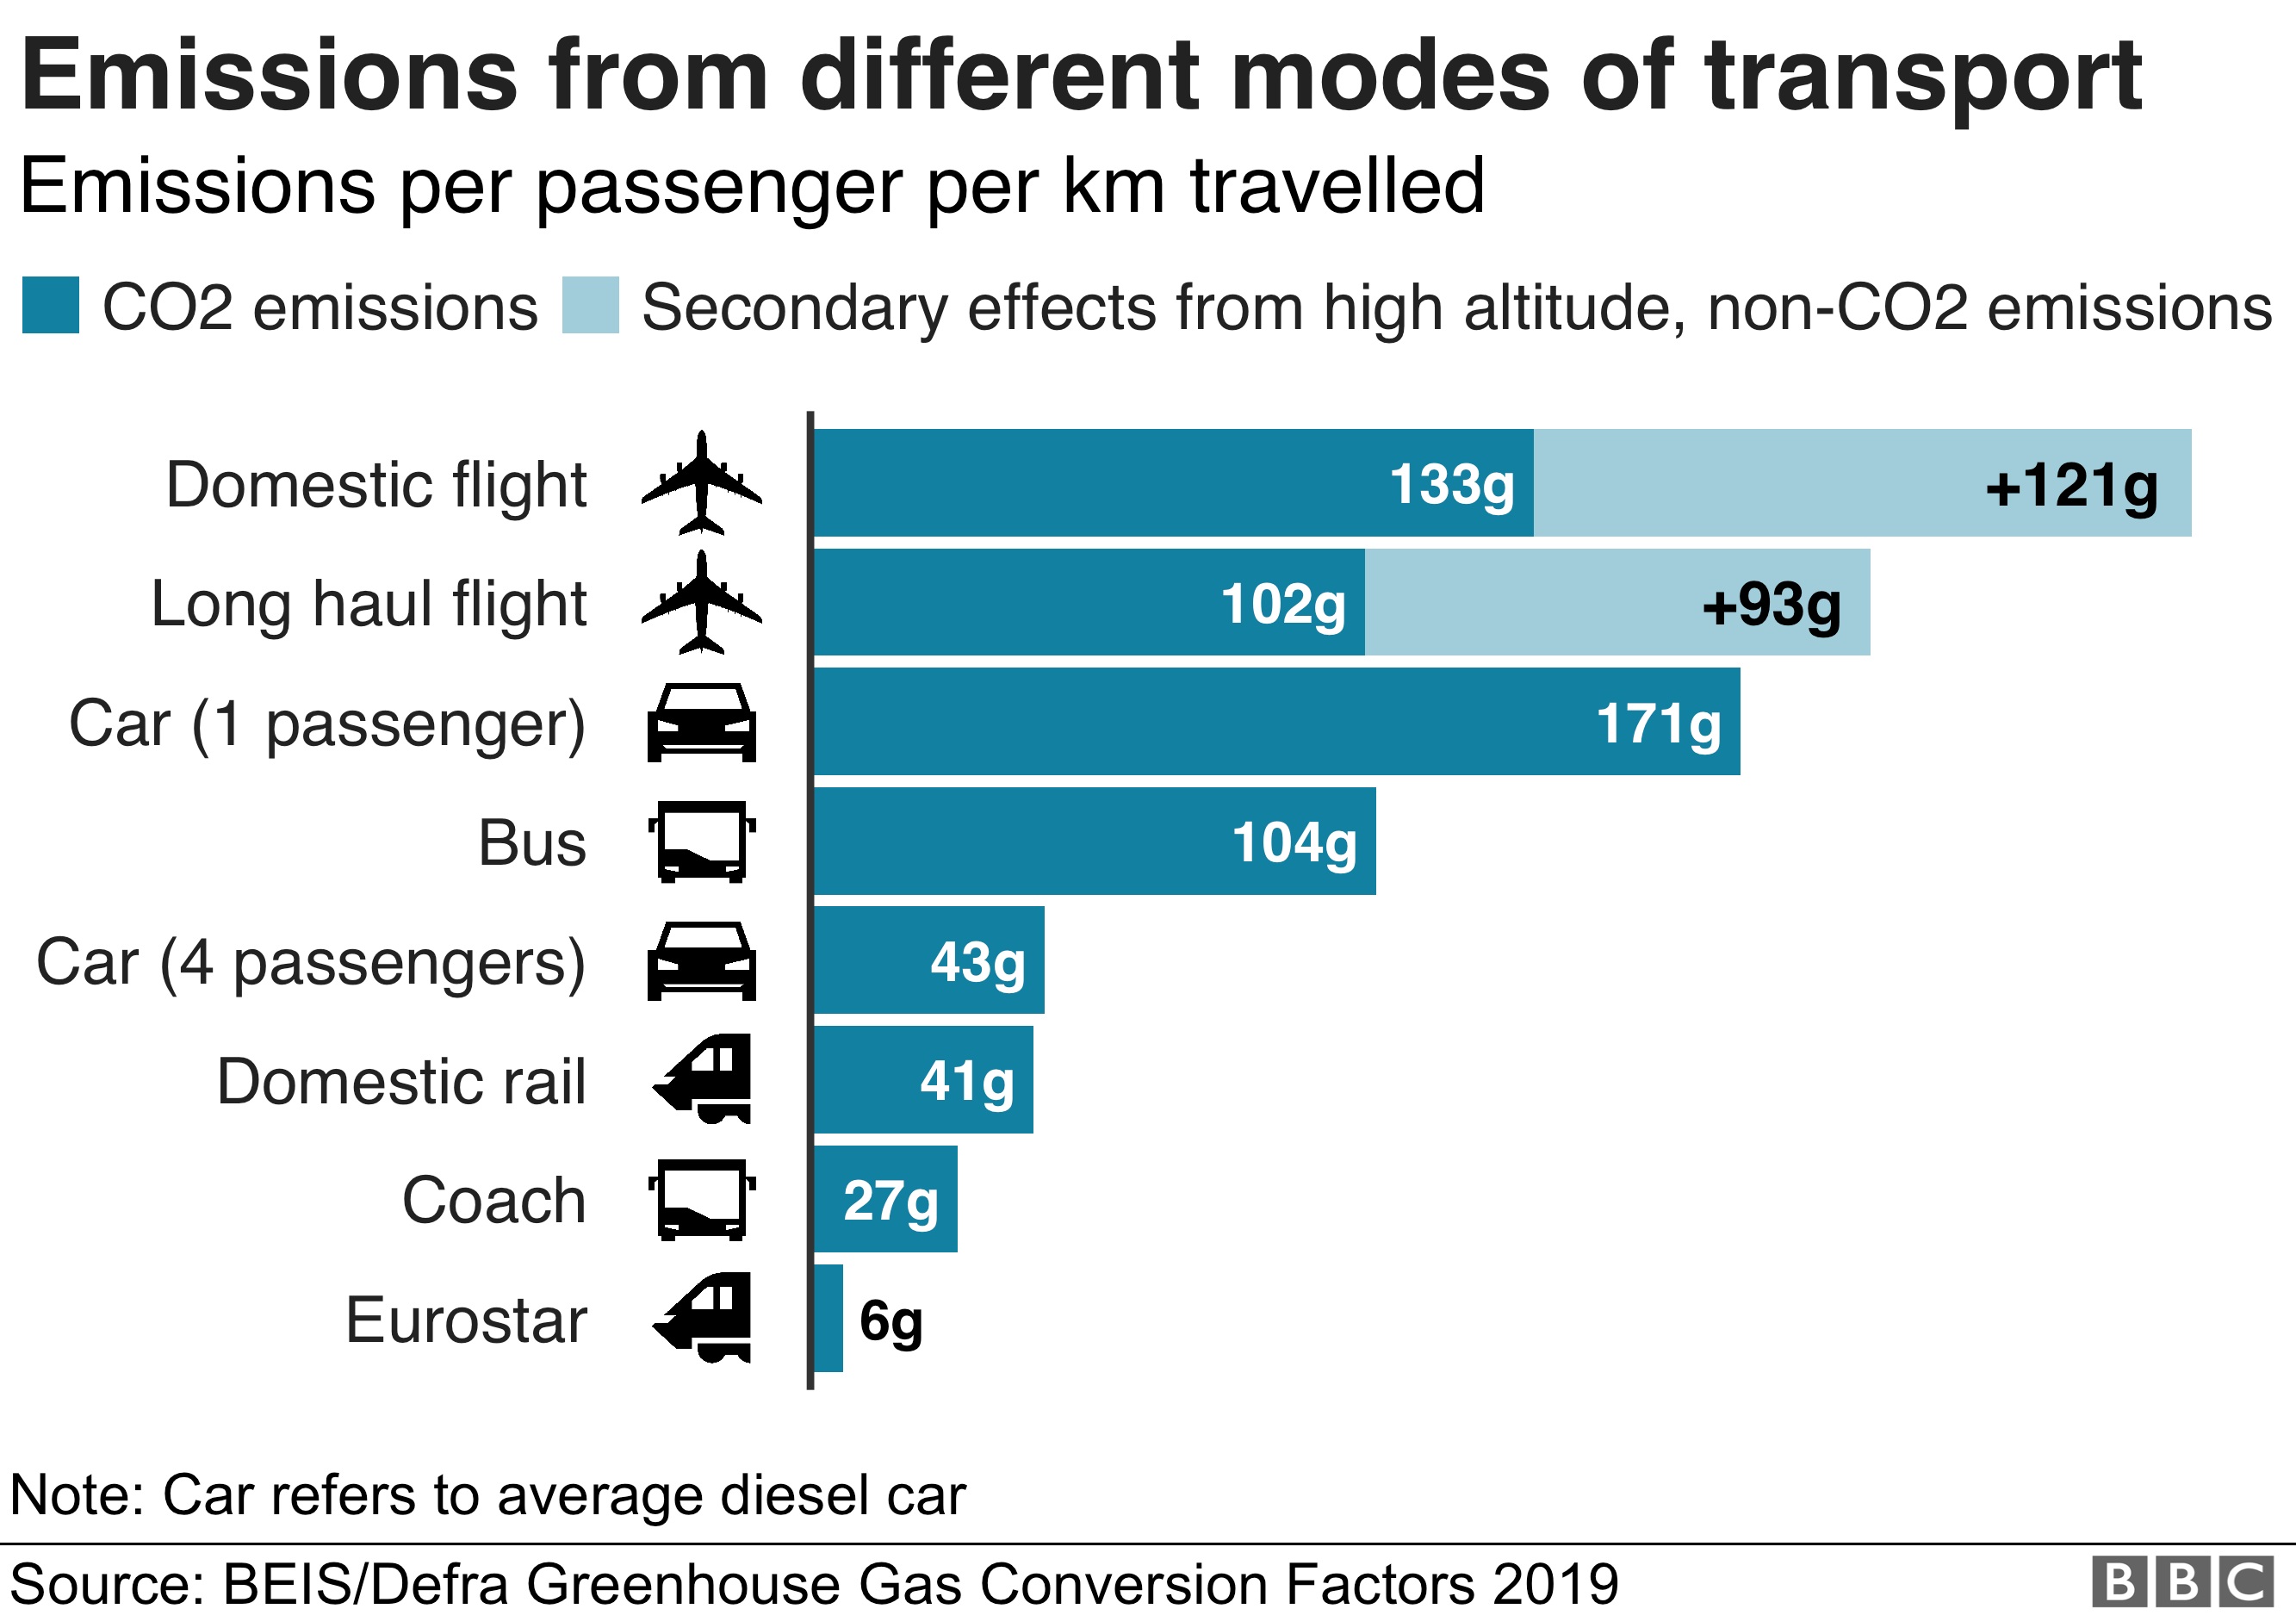 Emissions from different modes of transport
Emissions per passenger per km travelled
CO2 emissions Secondary effects from high altitude, non-CO2 emissions
Domestic flight 133g +121g
Long haul flight 102g +93g
Car (1 passenger) 171g
Bus 104g
Car (4 passengers) 43g
Domestic rail 41g
Coach 27g
Eurostar 6g
Note: Car refers to average diesel car
Source: BEIS/Defra Greenhouse Gas Conversion Factors 2019 BBC